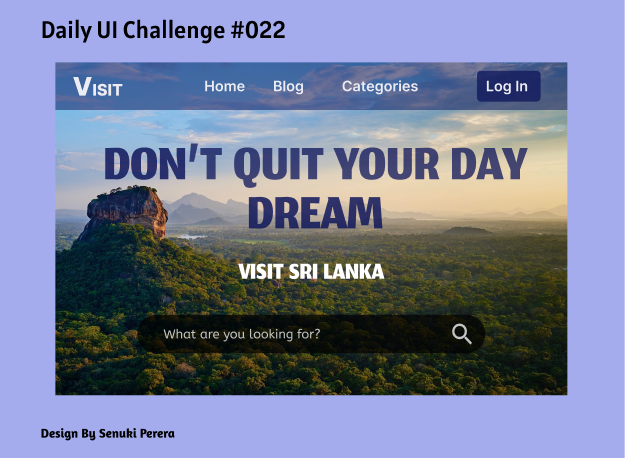 Daily UI Challenge #022
VISIT
Home Blog Categories Log In
DON'T QUIT YOUR DAY
DREAM
VISIT SRI LANKA
What are you looking for?
Design By Senuki Perera